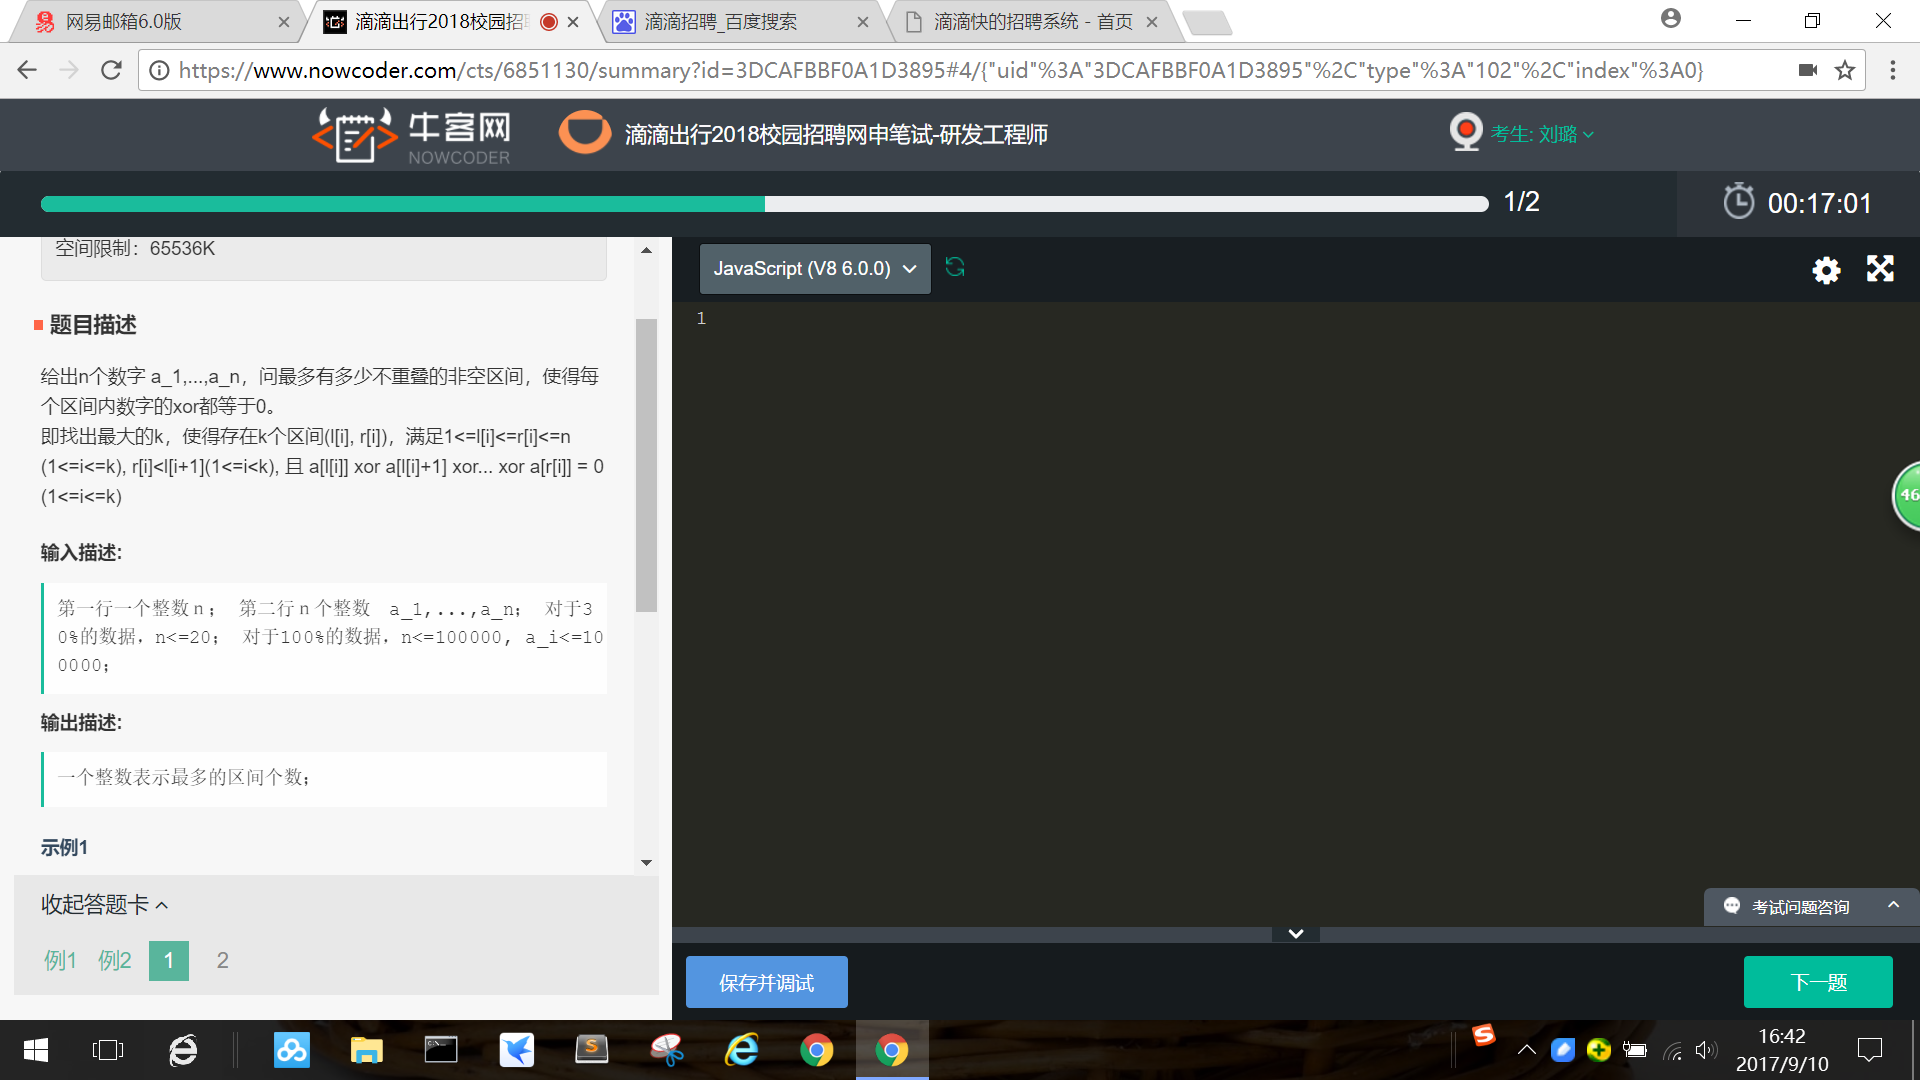 网易邮箱6.0版
滴滴出行2018校园招
滴滴招聘_百度搜索
滴滴快的招聘系统 - 首页
https://www.nowcoder.com/cts/6851130/summary?id=3DCAFBBF0A1D3895#4/{"uid"%3A"3DCAFBBF0A1D3895"%2C"type"%3A"102"%2C"index"%3A0}
牛客网
NOWCODER
滴滴出行2018校园招聘网申笔试-研发工程师
考生: 刘璐
1/2
00:17:01
空间限制：65536K
JavaScript (V8 6.0.0)
1
题目描述
给出n个数字 a_1,...,a_n，问最多有多少不重叠的非空区间，使得每
个区间内数字的xor都等于0。
即找出最大的k，使得存在k个区间(l[i], r[i])，满足1<=l[i]<=r[i]<=n
(1<=i<=k), r[i]<l[i+1](1<=i<k), 且 a[l[i]] xor a[l[i]+1] xor... xor a[r[i]] = 0
(1<=i<=k)
输入描述:
第一行一个整数ｎ； 第二行ｎ个整数 a_1,...,a_n； 对于3
0%的数据，n<=20； 对于100%的数据，n<=100000, a_i<=10
0000；
输出描述:
一个整数表示最多的区间个数；
示例1
46
收起答题卡
例1 例2 1 2
考试问题咨询
保存并调试
下一题
16:42
2017/9/10